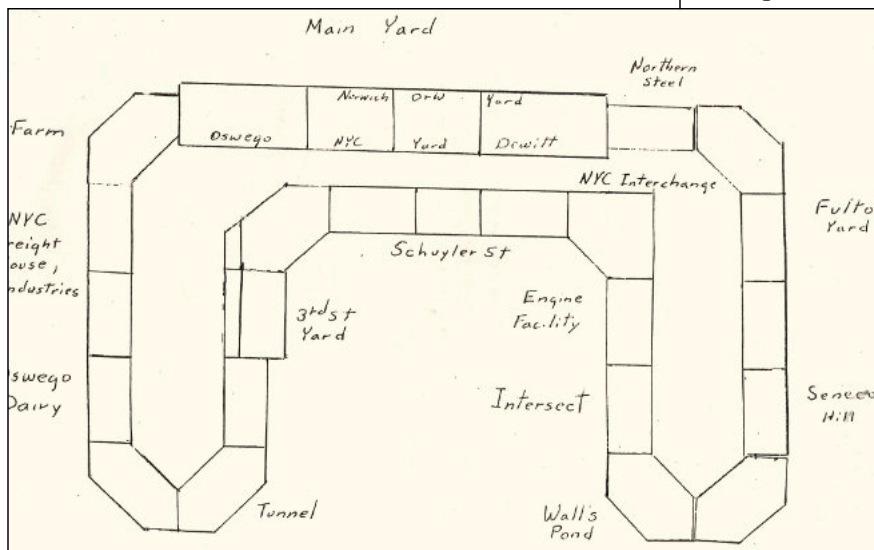 Main Yard
Northern
Steel
Norwich O+W Yard
Farm
Oswego NYC Yard Dewitt
NYC Interchange
NYC
reight
ouse,
ndustries
Fulto
Yard
Schuyler St
3rd St
Yard
Engine
Facility
swego
Dairy
Intersect
Seneca
Hill
Tunnel
Wall's
Pond